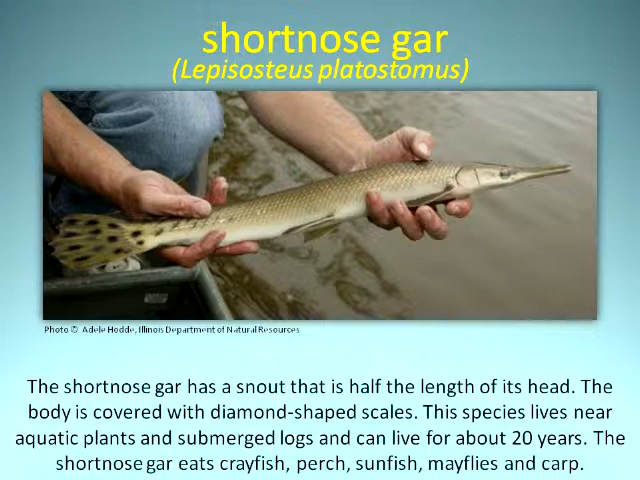 shortnose gar
(Lepisosteus platostomus)
Photo © Adele Hodde, Illinois Department of Natural Resources
The shortnose gar has a snout that is half the length of its head. The
body is covered with diamond-shaped scales. This species lives near
aquatic plants and submerged logs and can live for about 20 years. The
shortnose gar eats crayfish, perch, sunfish, mayflies and carp.